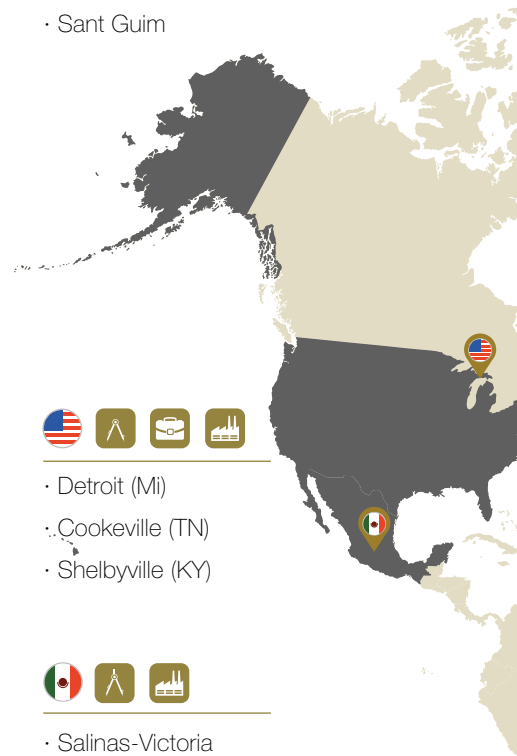 · Sant Guim
· Detroit (Mi)
· Cookeville (TN)
· Shelbyville (KY)
· Salinas-Victoria